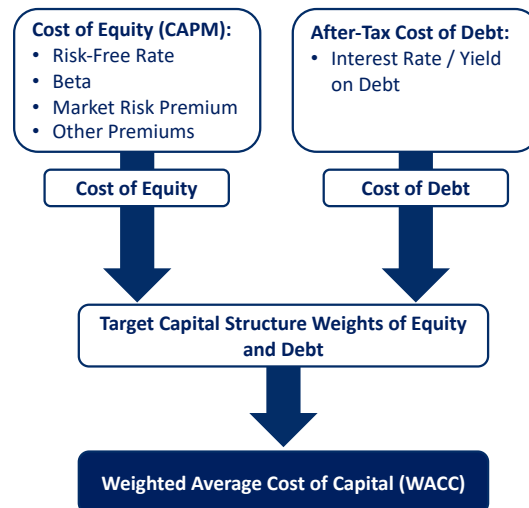 Cost of Equity (CAPM):
• Risk-Free Rate
• Beta
• Market Risk Premium
• Other Premiums
After-Tax Cost of Debt:
• Interest Rate / Yield
on Debt
Cost of Equity
Cost of Debt
Target Capital Structure Weights of Equity
and Debt
Weighted Average Cost of Capital (WACC)